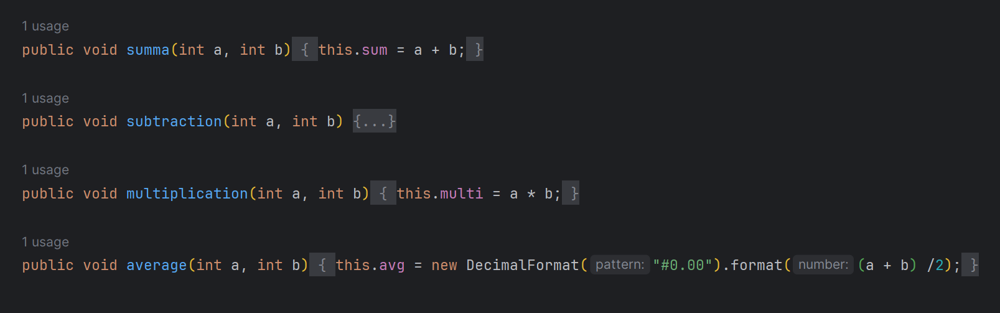 1 usage
public void summa(int a, int b) { this.sum = a + b; }
1 usage
public void subtraction(int a, int b) {...}
1 usage
public void multiplication(int a, int b) { this.multi = a * b; }
1 usage
public void average(int a, int b) { this.avg = new DecimalFormat( pattern: "#0.00").format( number: (a + b) /2); }